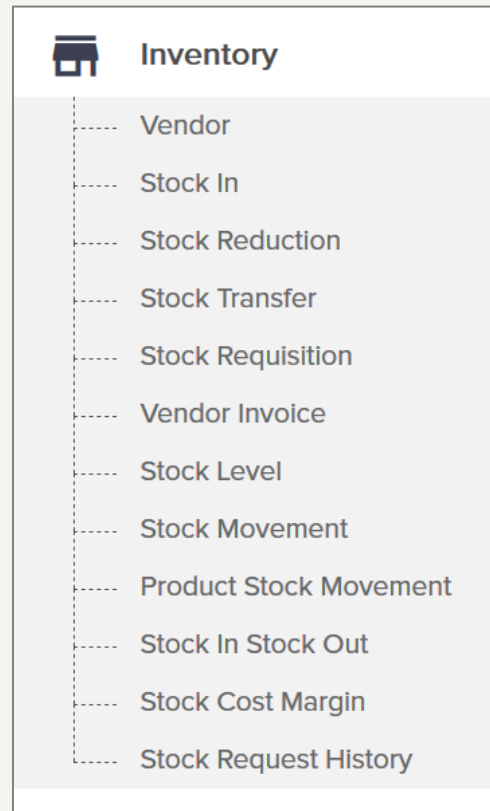 Inventory
Vendor
Stock In
Stock Reduction
Stock Transfer
Stock Requisition
Vendor Invoice
Stock Level
Stock Movement
Product Stock Movement
Stock In Stock Out
Stock Cost Margin
Stock Request History